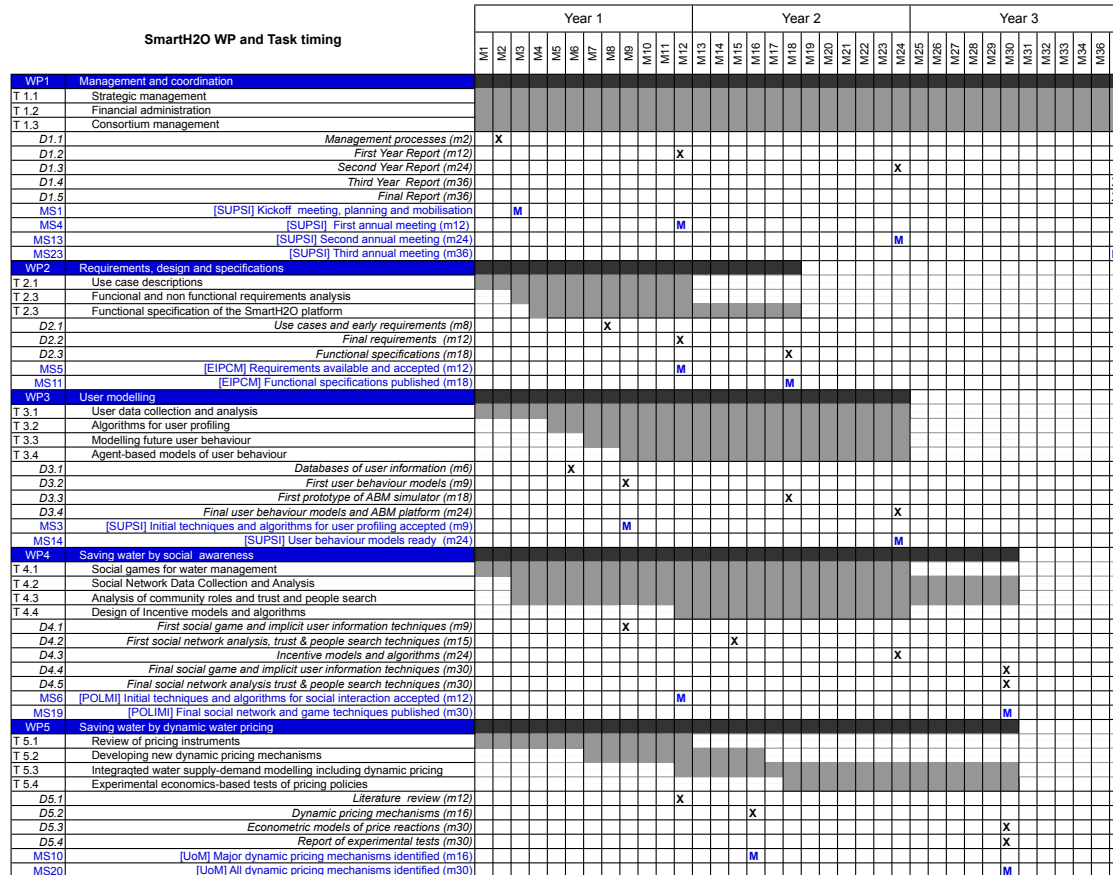 Year 1 Year 2 Year 3
SmartH2O WP and Task timing
M1 M2 M3 M4 M5 M6 M7 M8 M9 M10 M11 M12 M13 M14 M15 M16 M17 M18 M19 M20 M21 M22 M23 M24 M25 M26 M27 M28 M29 M30 M31 M32 M33 M34 M36
WP1 Management and coordination
T 1.1 Strategic management
T 1.2 Financial administration
T 1.3 Consortium management
D1.1 Management processes (m2) X
D1.2 First Year Report (m12) X
D1.3 Second Year Report (m24) X
D1.4 Third Year Report (m36)
D1.5 Final Report (m36)
MS1 [SUPSI] Kickoff meeting, planning and mobilisation M
MS4 [SUPSI] First annual meeting (m12) M
MS13 [SUPSI] Second annual meeting (m24) M
MS23 [SUPSI] Third annual meeting (m36)
WP2 Requirements, design and specifications
T 2.1 Use case descriptions
T 2.3 Funcional and non functional requirements analysis
T 2.3 Functional specification of the SmartH2O platform
D2.1 Use cases and early requirements (m8) X
D2.2 Final requirements (m12) X
D2.3 Functional specifications (m18) X
MS5 [EIPCM] Requirements available and accepted (m12) M
MS11 [EIPCM] Functional specifications published (m18) M
WP3 User modelling
T 3.1 User data collection and analysis
T 3.2 Algorithms for user profiling
T 3.3 Modelling future user behaviour
T 3.4 Agent-based models of user behaviour
D3.1 Databases of user information (m6) X
D3.2 First user behaviour models (m9) X
D3.3 First prototype of ABM simulator (m18) X
D3.4 Final user behaviour models and ABM platform (m24) X
MS3 [SUPSI] Initial techniques and algorithms for user profiling accepted (m9) M
MS14 [SUPSI] User behaviour models ready (m24) M
WP4 Saving water by social awareness
T 4.1 Social games for water management
T 4.2 Social Network Data Collection and Analysis
T 4.3 Analysis of community roles and trust and people search
T 4.4 Design of Incentive models and algorithms
D4.1 First social game and implicit user information techniques (m9) X
D4.2 First social network analysis, trust & people search techniques (m15) X
D4.3 Incentive models and algorithms (m24) X
D4.4 Final social game and implicit user information techniques (m30) X
D4.5 Final social network analysis trust & people search techniques (m30) X
MS6 [POLMI] Initial techniques and algorithms for social interaction accepted (m12) M
MS19 [POLIMI] Final social network and game techniques published (m30) M
WP5 Saving water by dynamic water pricing
T 5.1 Review of pricing instruments
T 5.2 Developing new dynamic pricing mechanisms
T 5.3 Integraqted water supply-demand modelling including dynamic pricing
T 5.4 Experimental economics-based tests of pricing policies
D5.1 Literature review (m12) X
D5.2 Dynamic pricing mechanisms (m16) X
D5.3 Econometric models of price reactions (m30) X
D5.4 Report of experimental tests (m30) X
MS10 [UoM] Major dynamic pricing mechanisms identified (m16) M
MS20 [UoM] All dynamic pricing mechanisms identified (m30) M